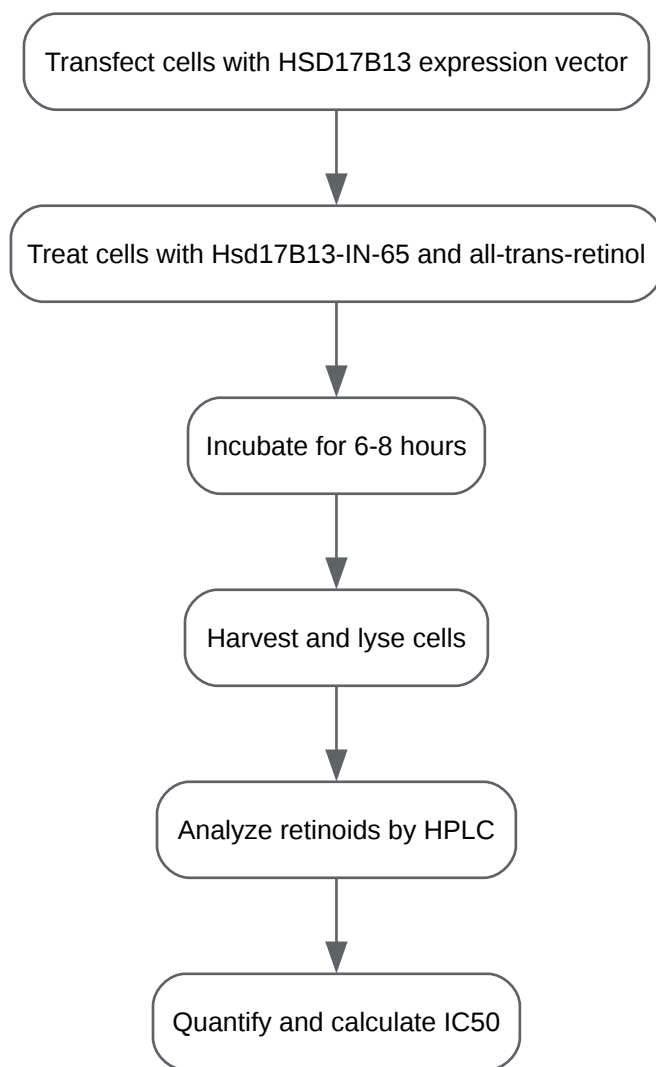 Transfect cells with HSD17B13 expression vector
Treat cells with Hsd17B13-IN-65 and all-trans-retinol
Incubate for 6-8 hours
Harvest and lyse cells
Analyze retinoids by HPLC
Quantify and calculate IC50